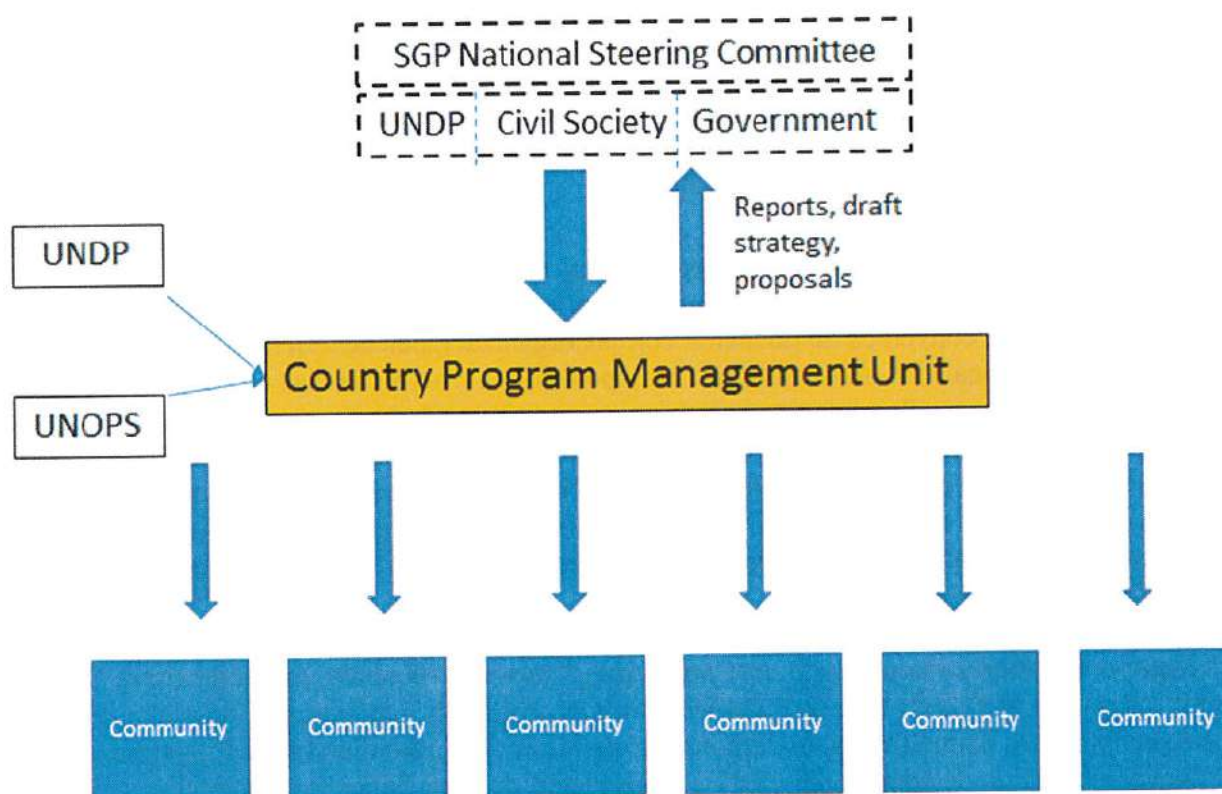 SGP National Steering Committee
UNDP Civil Society Government
Reports, draft
strategy,
proposals
UNDP
Country Program Management Unit
UNOPS
Community Community Community Community Community Community